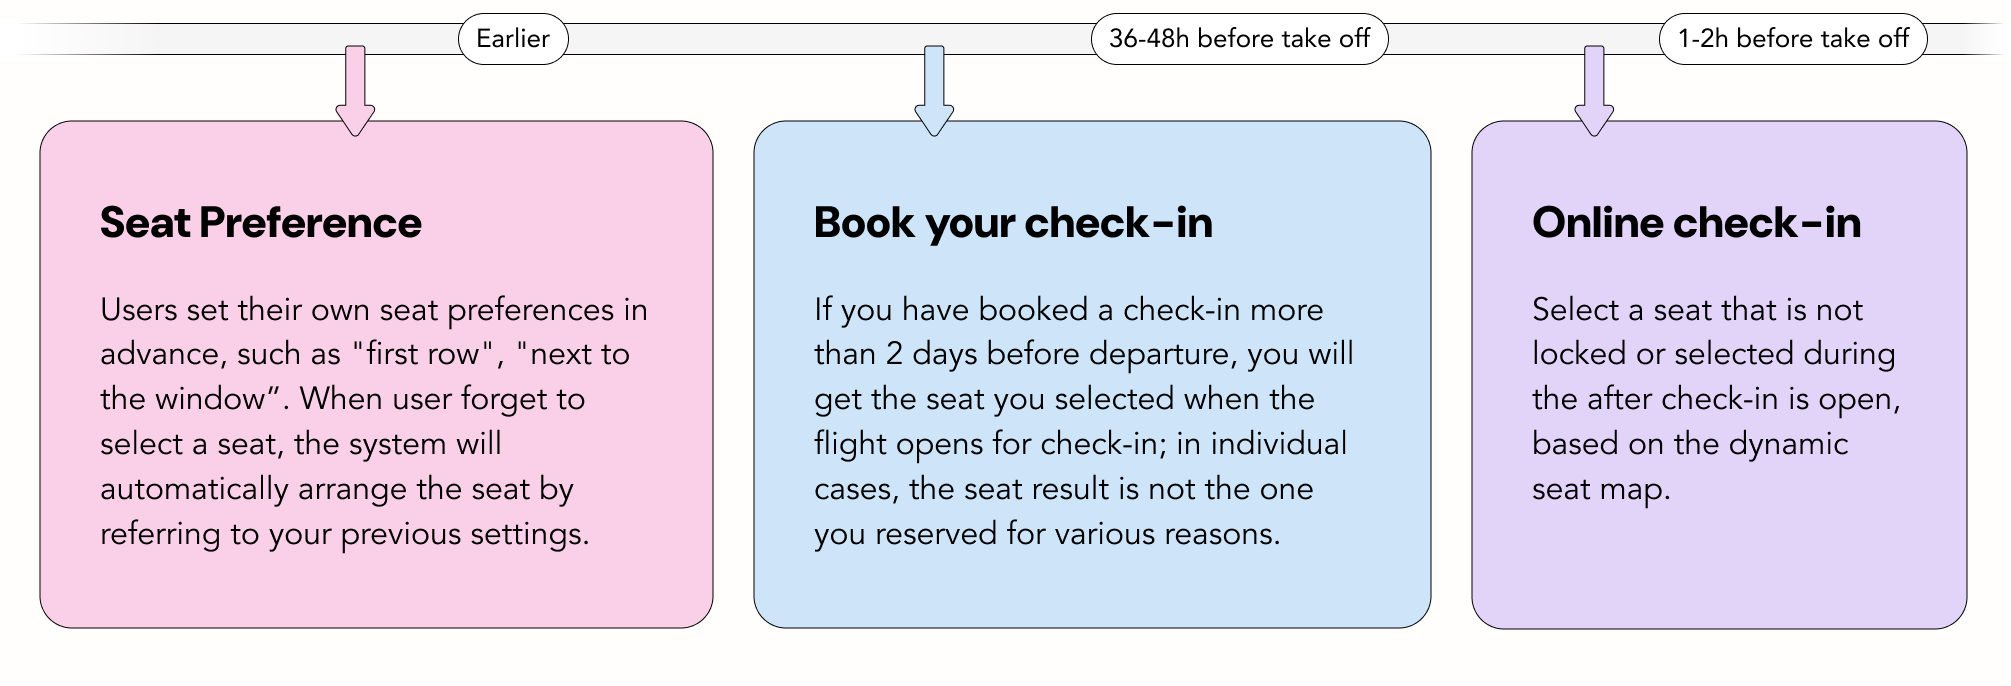 Earlier
36-48h before take off
1-2h before take off
Seat Preference
Users set their own seat preferences in
advance, such as "first row", "next to
the window”. When user forget to
select a seat, the system will
automatically arrange the seat by
referring to your previous settings.
Book your check-in
If you have booked a check-in more
than 2 days before departure, you will
get the seat you selected when the
flight opens for check-in; in individual
cases, the seat result is not the one
you reserved for various reasons.
Online check-in
Select a seat that is not
locked or selected during
the after check-in is open,
based on the dynamic
seat map.